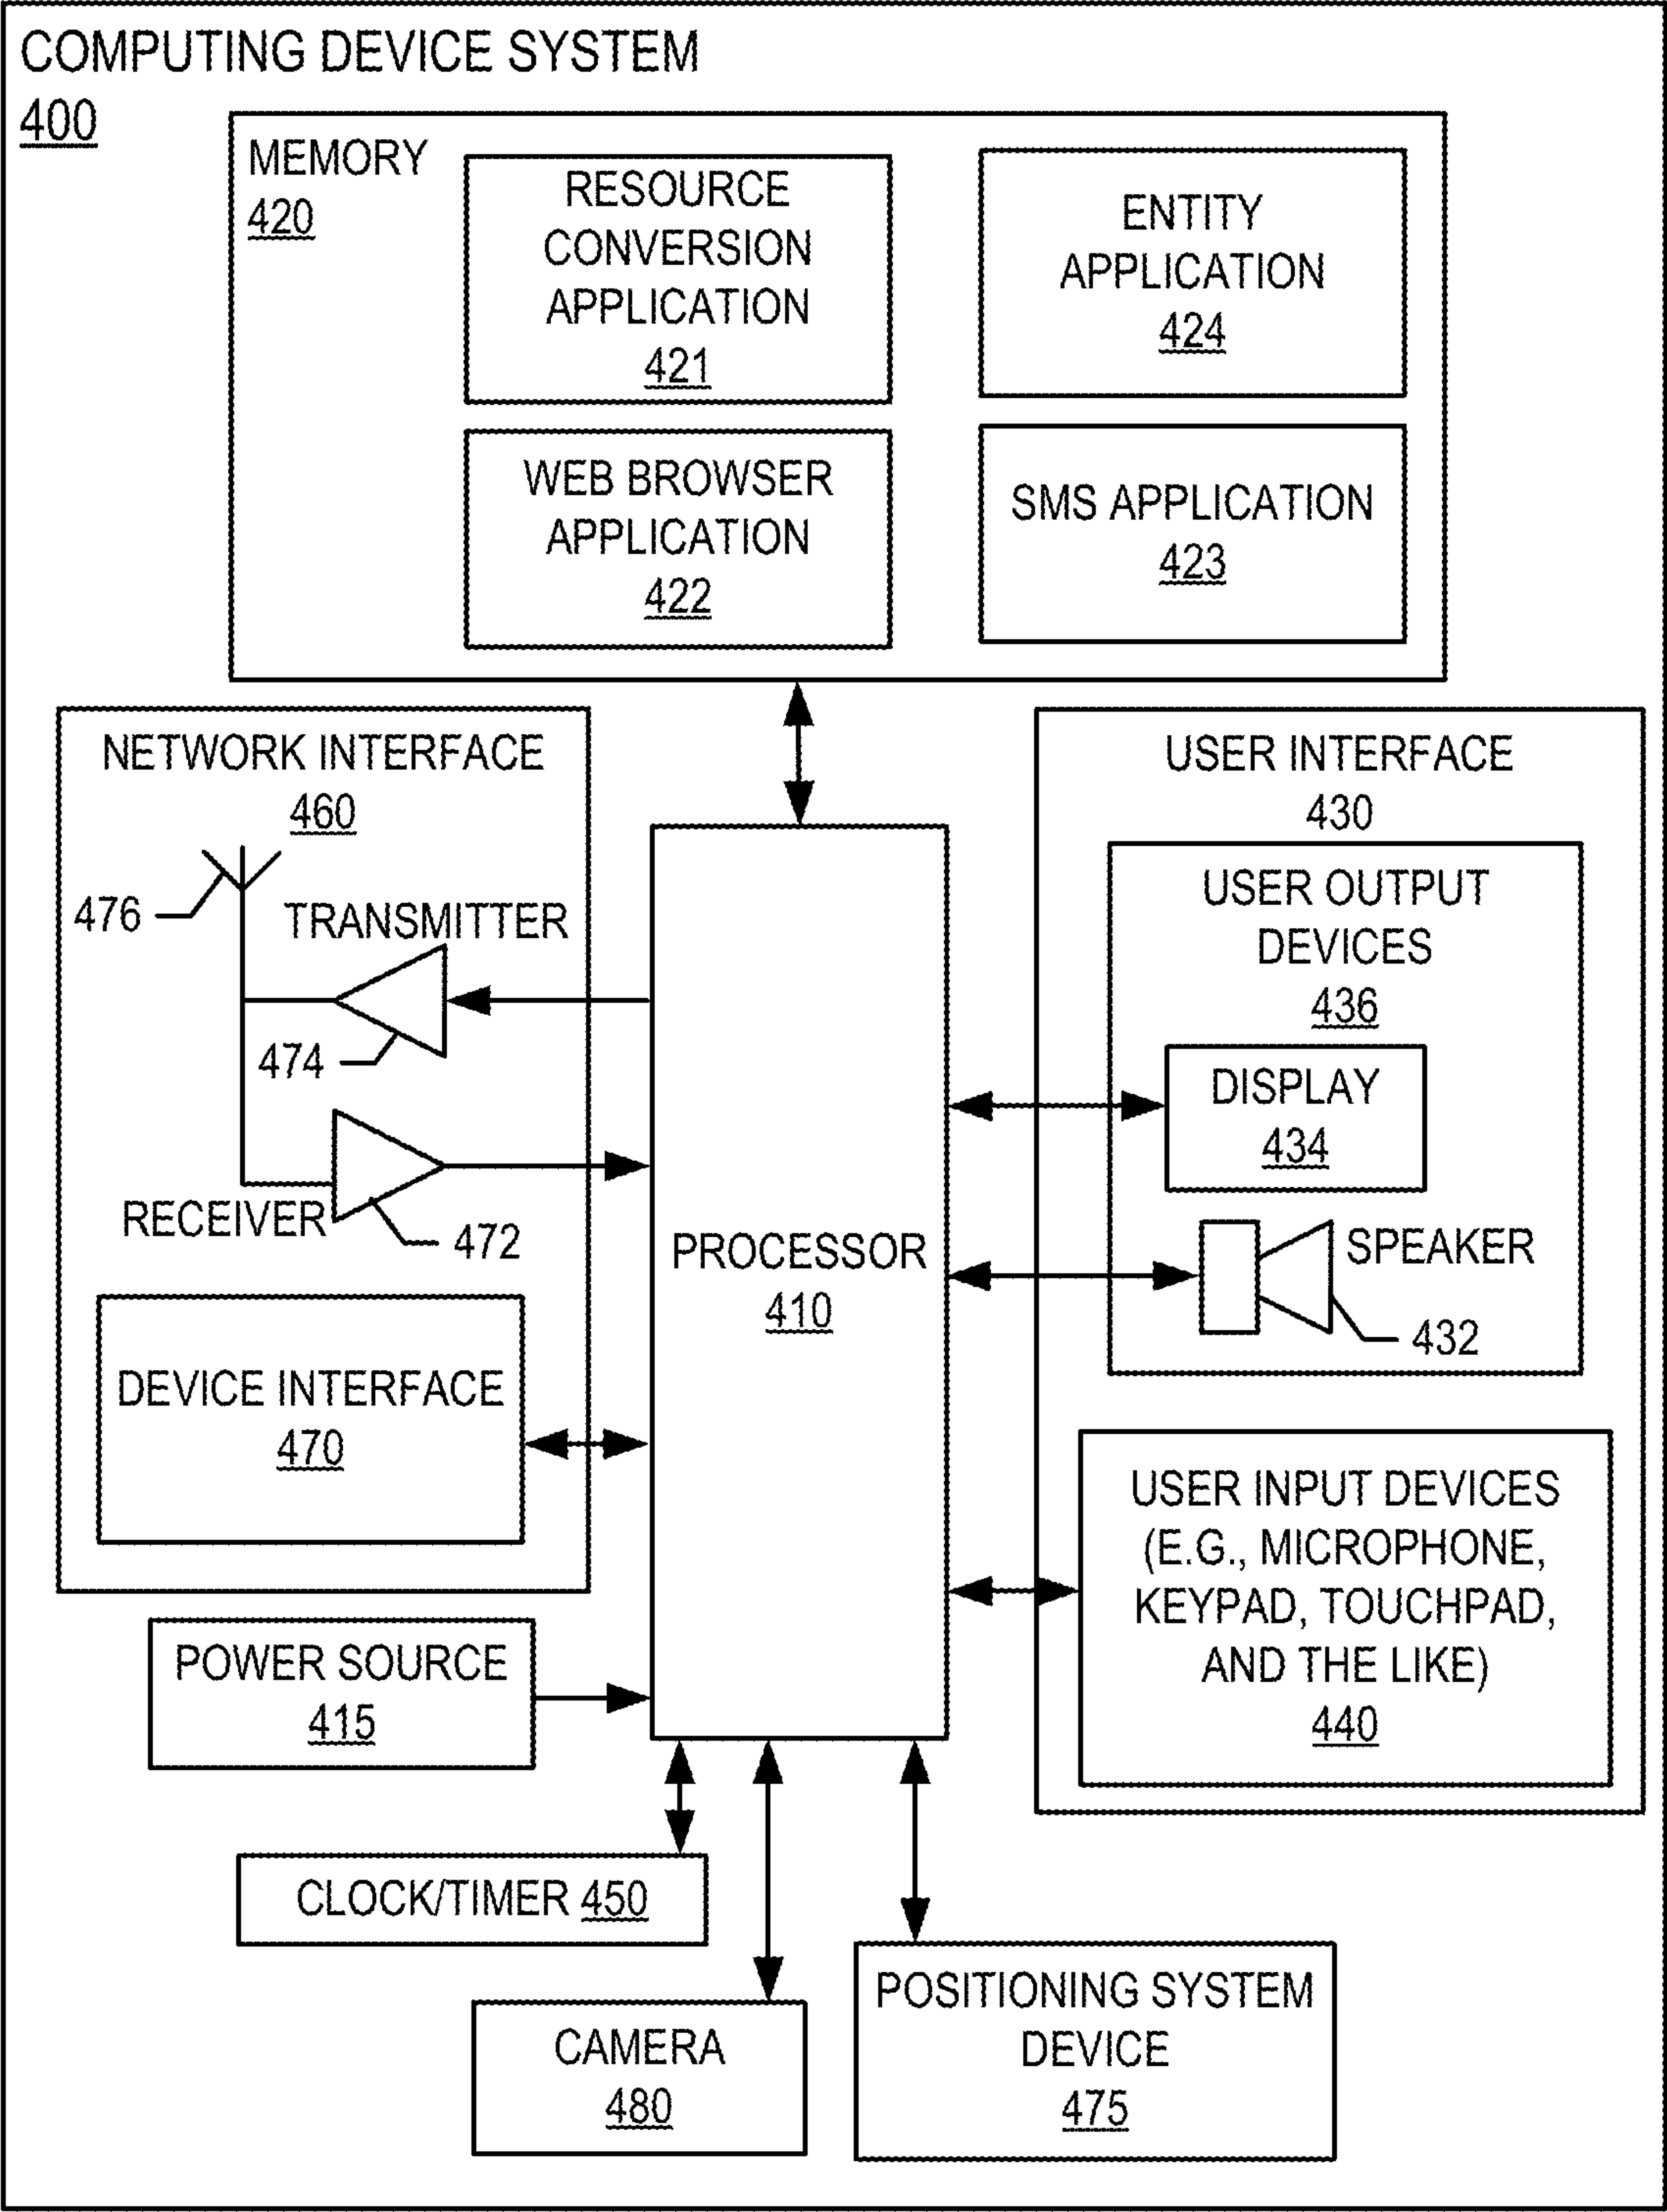 COMPUTING DEVICE SYSTEM
400
MEMORY
420
RESOURCE
CONVERSION
APPLICATION
421
ENTITY
APPLICATION
424
WEB BROWSER
APPLICATION
422
SMS APPLICATION
423
NETWORK INTERFACE
460
476
TRANSMITTER
474
RECEIVER
472
DEVICE INTERFACE
470
PROCESSOR
410
USER INTERFACE
430
USER OUTPUT
DEVICES
436
DISPLAY
434
SPEAKER
432
USER INPUT DEVICES
(E.G., MICROPHONE,
KEYPAD, TOUCHPAD,
AND THE LIKE)
440
POWER SOURCE
415
CLOCK/TIMER 450
CAMERA
480
POSITIONING SYSTEM
DEVICE
475